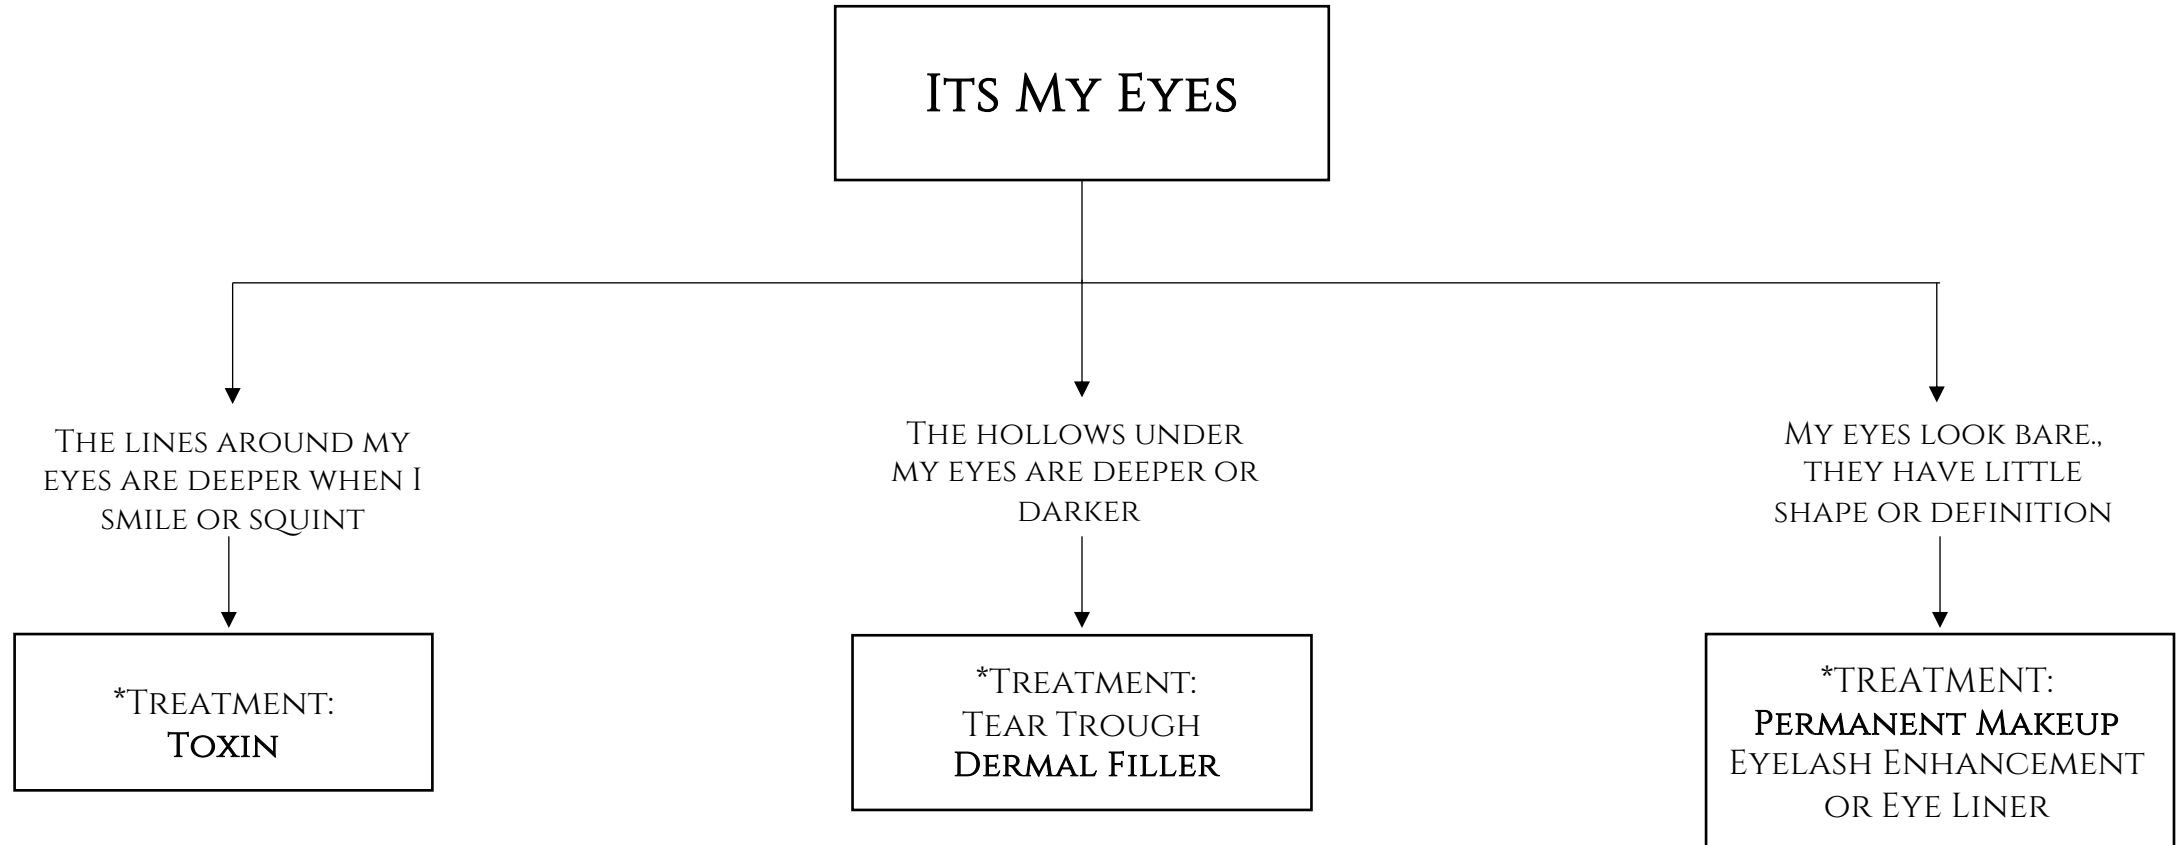 Its My Eyes
The lines around my
eyes are deeper when I
smile or squint
The hollows under
my eyes are deeper or
darker
My eyes look bare.,
they have little
shape or definition
*Treatment:
Toxin
*Treatment:
Tear Trough
Dermal Filler
*TREATMENT:
Permanent Makeup
Eyelash Enhancement
or Eye Liner